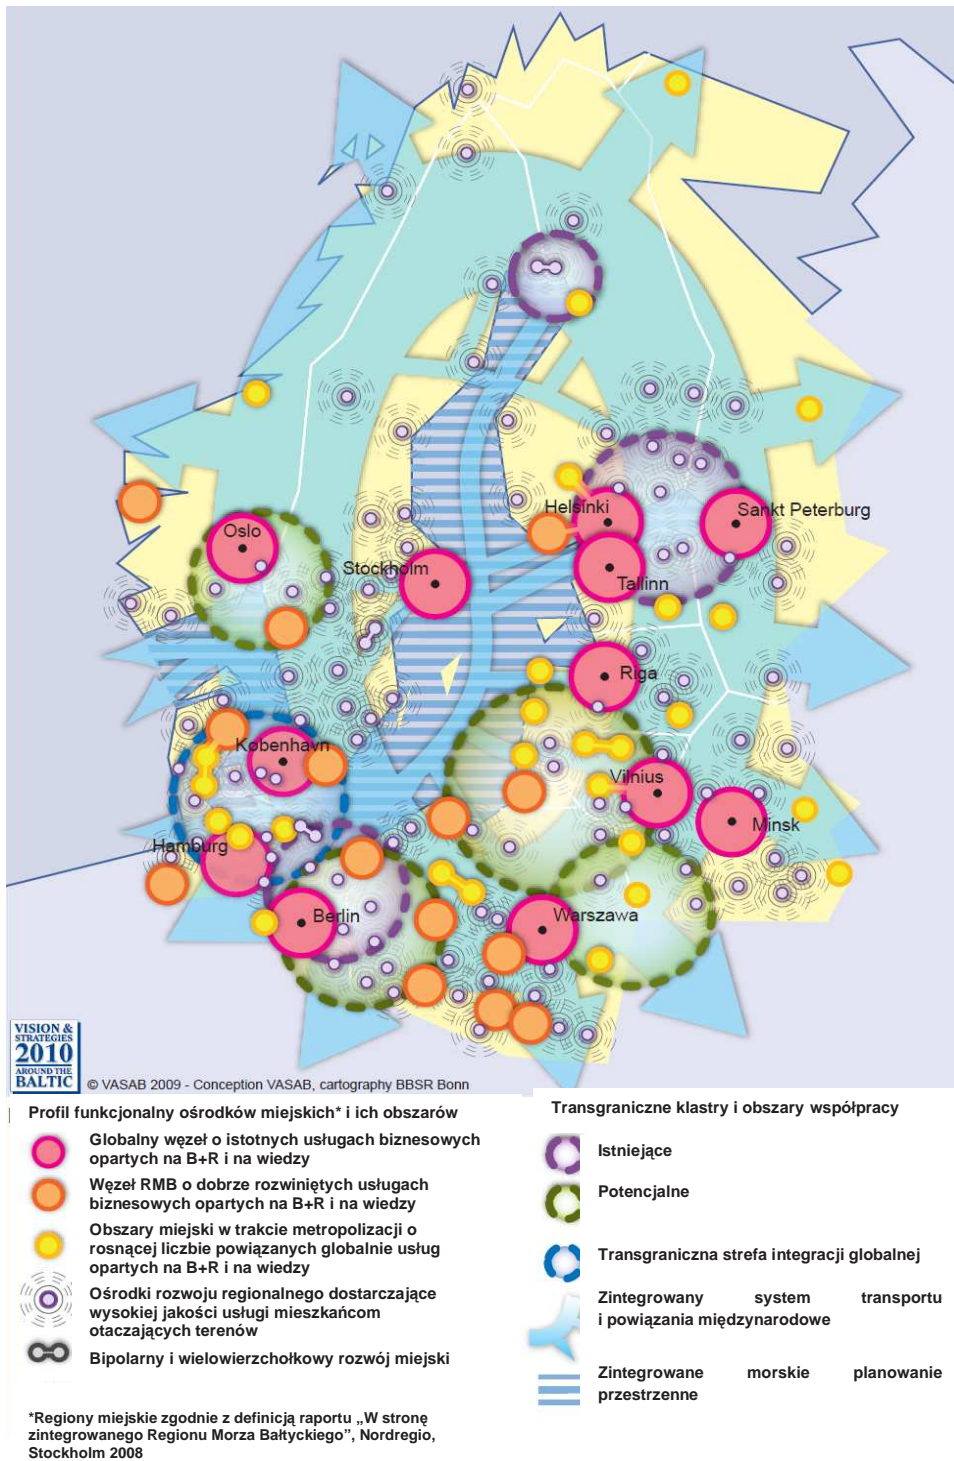 Helsinki
Sankt Peterburg
Oslo
Stockholm
Tallinn
Riga
København
Vilnius
Minsk
Hamburg
Berlin
Warszawa
VISION &
STRATEGIES
2010
AROUND THE
BALTIC
© VASAB 2009 - Conception VASAB, cartography BBSR Bonn
Profil funkcjonalny ośrodków miejskich* i ich obszarów
Globalny węzeł o istotnych usługach biznesowych
opartych na B+R i na wiedzy
Węzeł RMB o dobrze rozwiniętych usługach
biznesowych opartych na B+R i na wiedzy
Obszary miejski w trakcie metropolizacji o
rosnącej liczbie powiązanych globalnie usług
opartych na B+R i na wiedzy
Ośrodki rozwoju regionalnego dostarczające
wysokiej jakości usługi mieszkańcom
otaczających terenów
Bipolarny i wielowierzchołkowy rozwój miejski
*Regiony miejskie zgodnie z definicją raportu „W stronę
zintegrowanego Regionu Morza Bałtyckiego”, Nordregio,
Stockholm 2008
Transgraniczne klastry i obszary współpracy
Istniejące
Potencjalne
Transgraniczna strefa integracji globalnej
Zintegrowany system transportu
i powiązania międzynarodowe
Zintegrowane morskie planowanie
przestrzenne